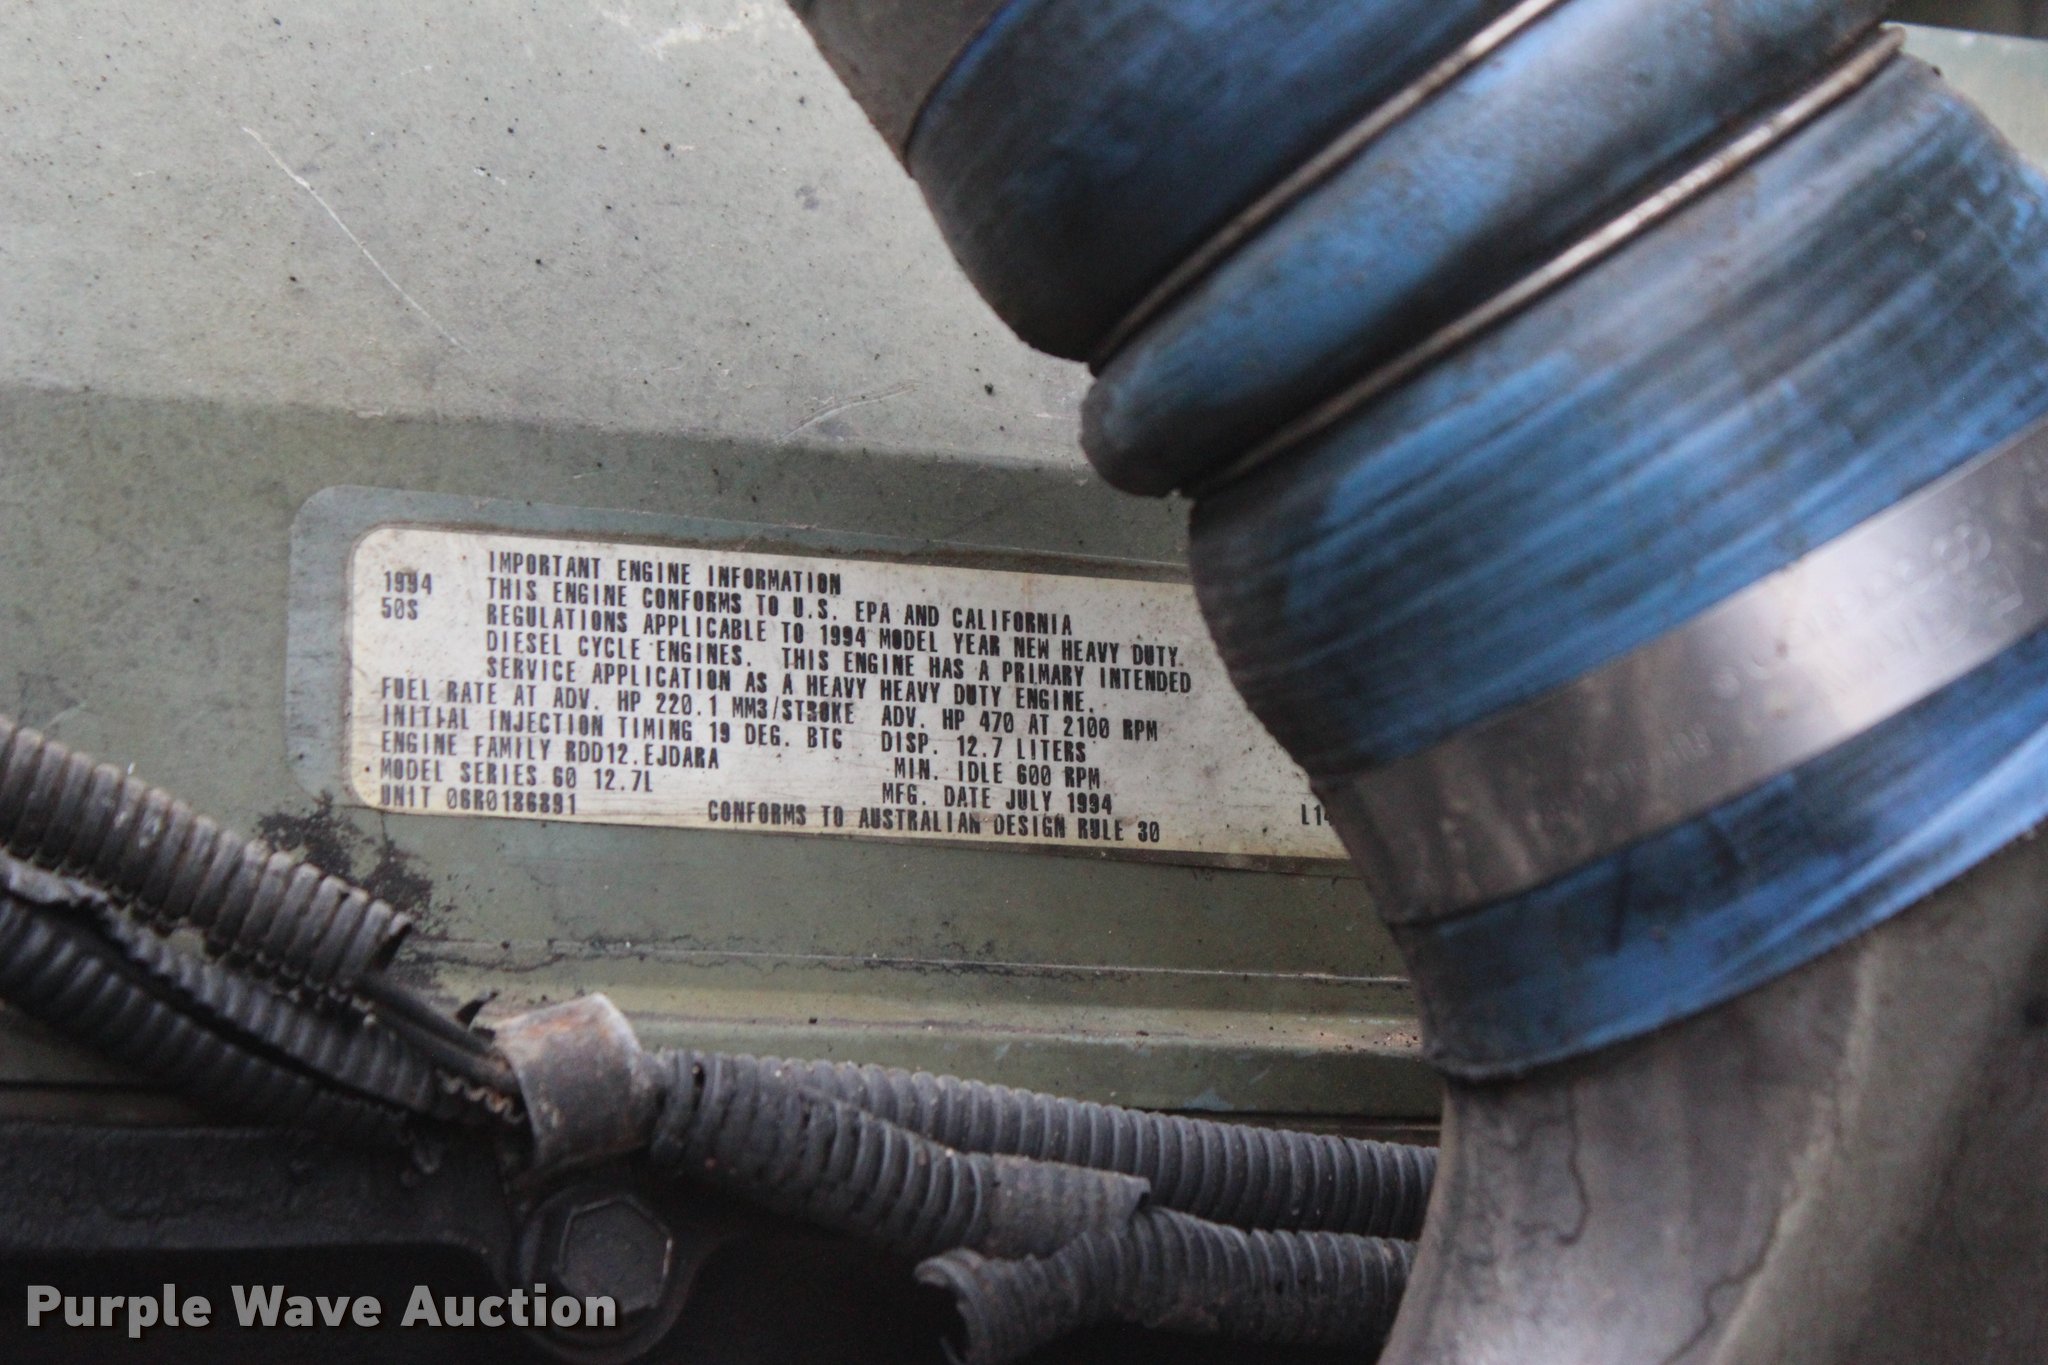 IMPORTANT ENGINE INFORMATION
1994 THIS ENGINE CONFORMS TO U.S. EPA AND CALIFORNIA
50S REGULATIONS APPLICABLE TO 1994 MODEL YEAR NEW HEAVY DUTY
DIESEL CYCLE ENGINES. THIS ENGINE HAS A PRIMARY INTENDED
SERVICE APPLICATION AS A HEAVY HEAVY DUTY ENGINE.
FUEL RATE AT ADV. HP 220.1 MM3/STROKE ADV. HP 470 AT 2100 RPM
INITIAL INJECTION TIMING 19 DEG. BTC DISP. 12.7 LITERS
ENGINE FAMILY RDD12.EJDARA MIN. IDLE 600 RPM
MODEL SERIES 60 12.7L MFG. DATE JULY 1994
UNIT 06R0186891 CONFORMS TO AUSTRALIAN DESIGN RULE 30 L14
Purple Wave Auction